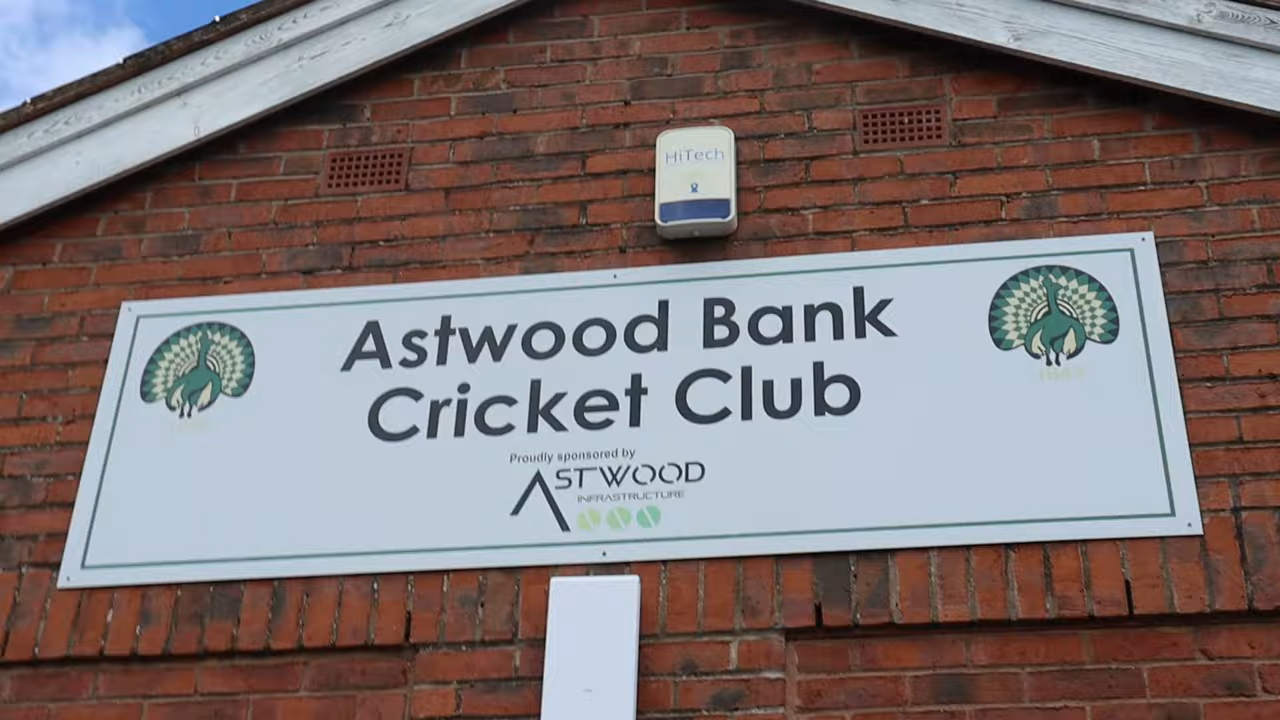 HiTech
Astwood Bank
Cricket Club
Proudly sponsored by
ASTWOOD
INFRASTRUCTURE